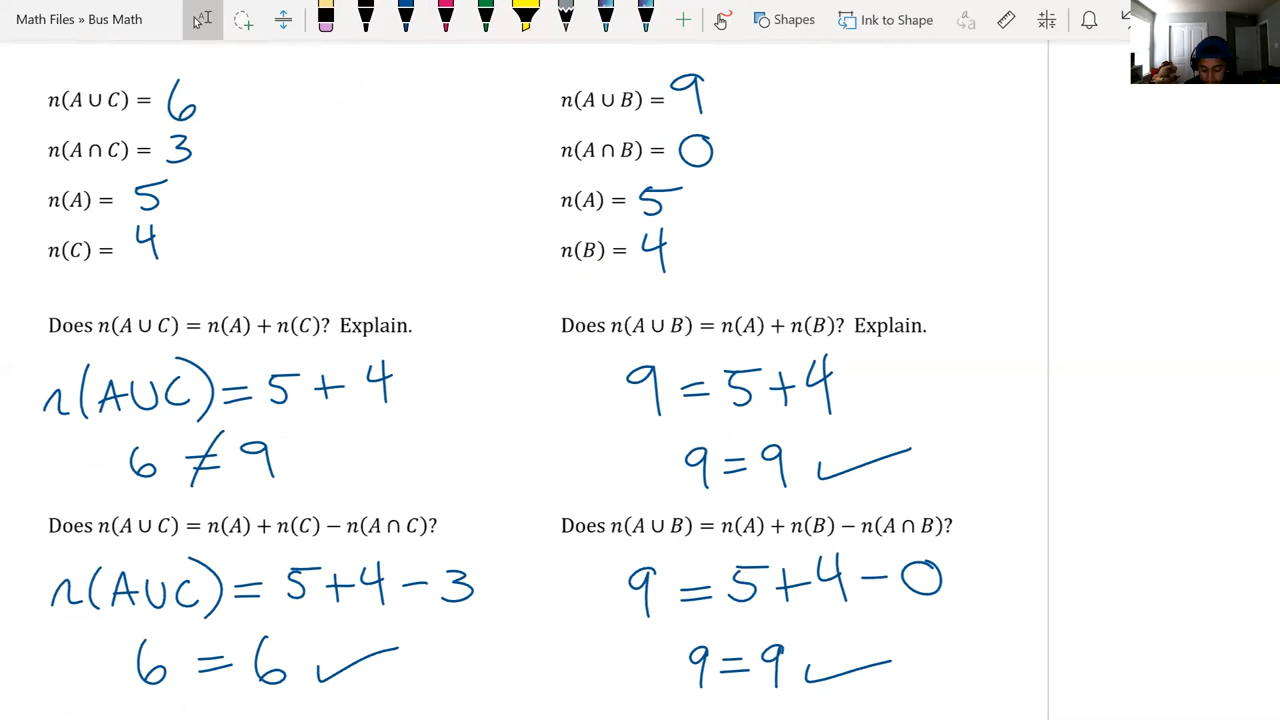 Math Files » Bus Math
Shapes
Ink to Shape
n(A ∪ C) = 6
n(A ∩ C) = 3
n(A) = 5
n(C) = 4
Does n(A ∪ C) = n(A) + n(C)? Explain.
n(A∪C) = 5 + 4
6 ≠ 9
Does n(A ∪ C) = n(A) + n(C) − n(A ∩ C)?
n(A∪C) = 5+4−3
6 = 6 ✓
n(A ∪ B) = 9
n(A ∩ B) = 0
n(A) = 5
n(B) = 4
Does n(A ∪ B) = n(A) + n(B)? Explain.
9 = 5+4
9 = 9 ✓
Does n(A ∪ B) = n(A) + n(B) − n(A ∩ B)?
9 = 5+4−0
9 = 9 ✓